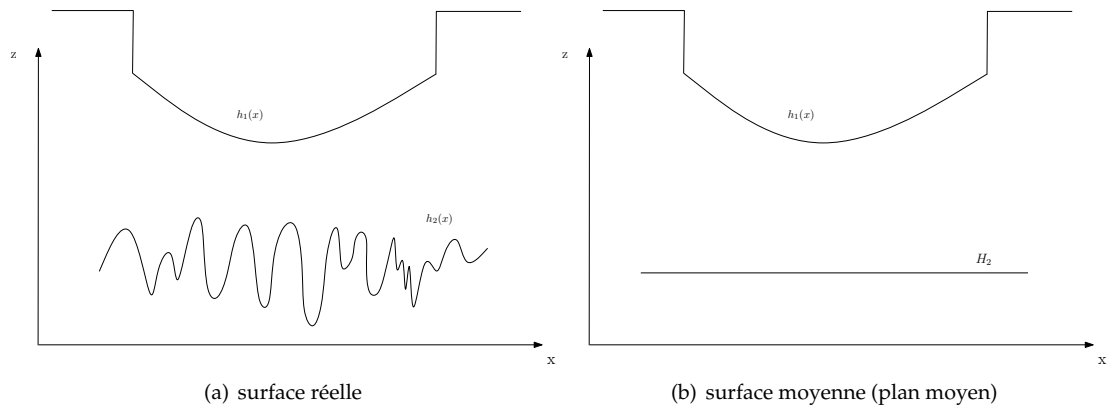 z
h₁(x)
h₂(x)
x
(a) surface réelle
z
h₁(x)
H₂
x
(b) surface moyenne (plan moyen)